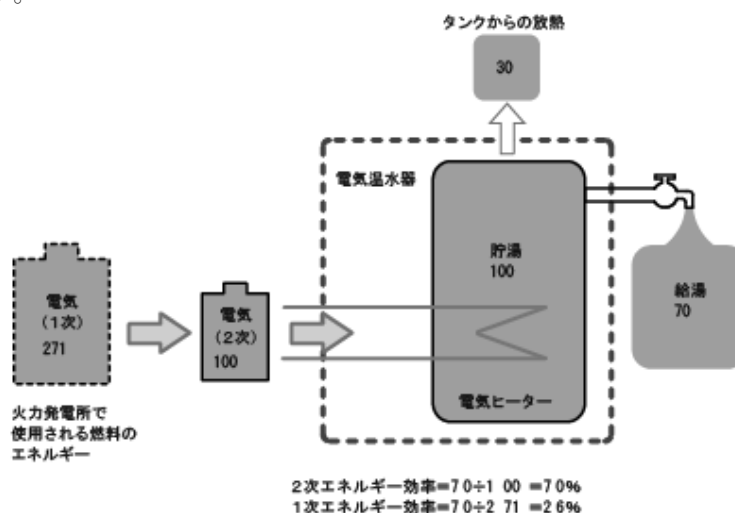 。
タンクからの放熱
30
電気温水器
貯湯
100
電気
(1次)
271
電気
(2次)
100
給湯
70
電気ヒーター
火力発電所で
使用される燃料の
エネルギー
2次エネルギー効率=70÷1 00 =70%
1次エネルギー効率=70÷2 71 =26%